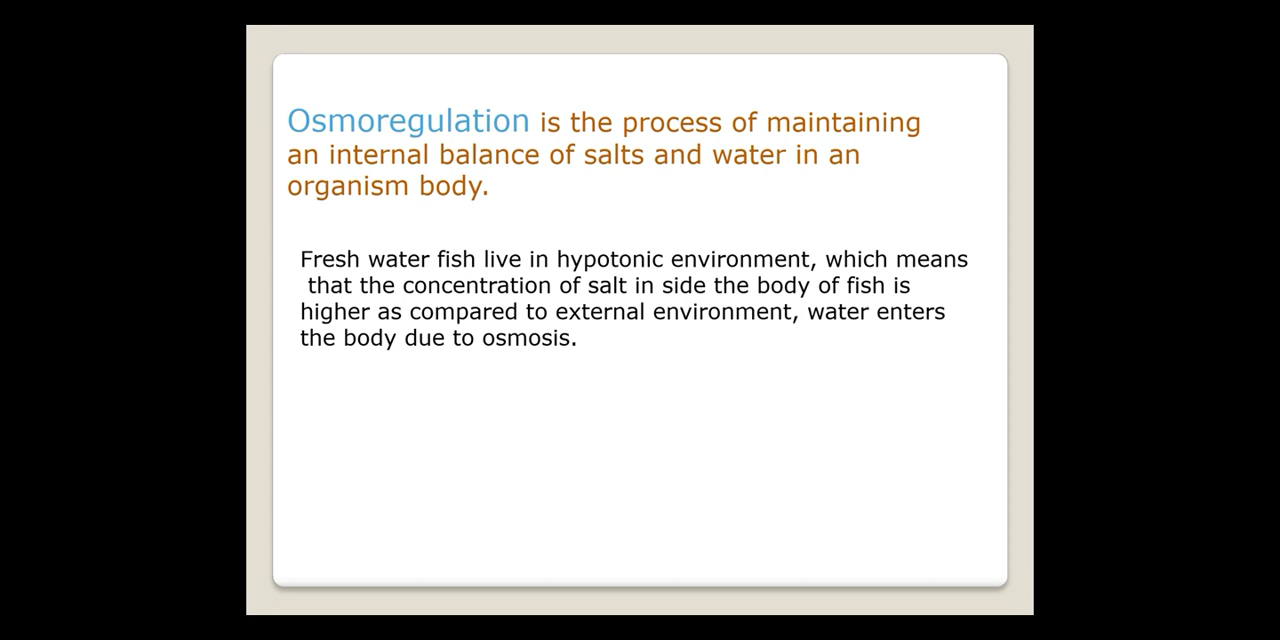 Osmoregulation is the process of maintaining
an internal balance of salts and water in an
organism body.
Fresh water fish live in hypotonic environment, which means
that the concentration of salt in side the body of fish is
higher as compared to external environment, water enters
the body due to osmosis.